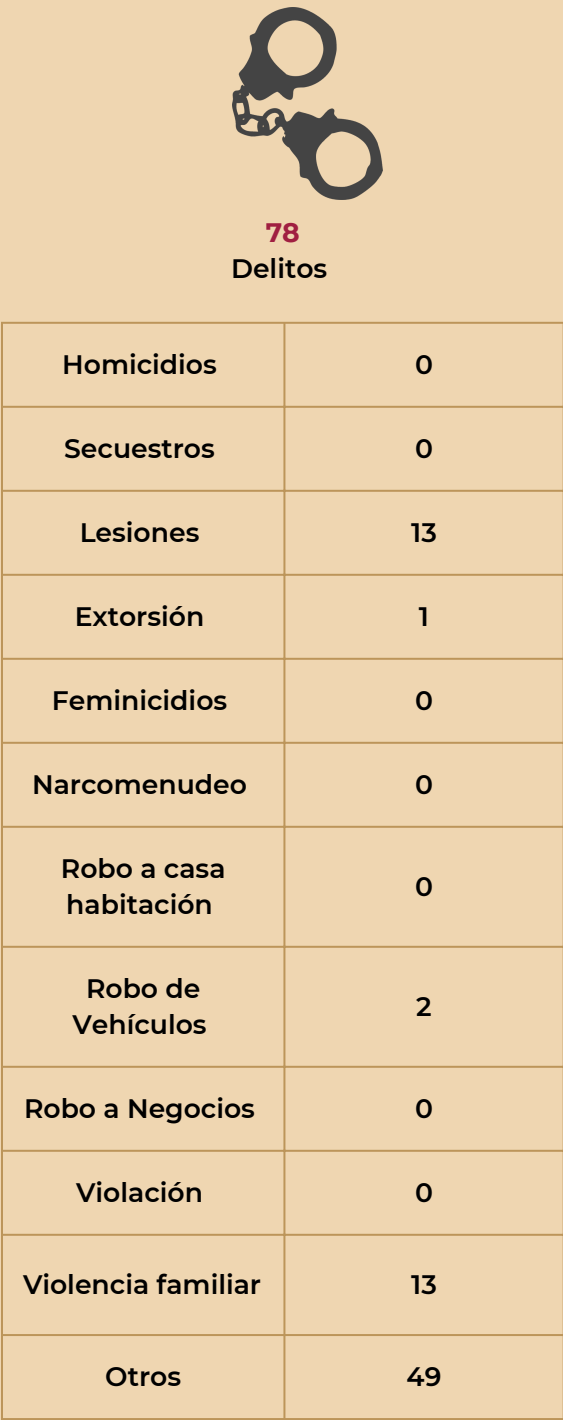 78
Delitos
Homicidios 0
Secuestros 0
Lesiones 13
Extorsión 1
Feminicidios 0
Narcomenudeo 0
Robo a casa
habitación 0
Robo de
Vehículos 2
Robo a Negocios 0
Violación 0
Violencia familiar 13
Otros 49